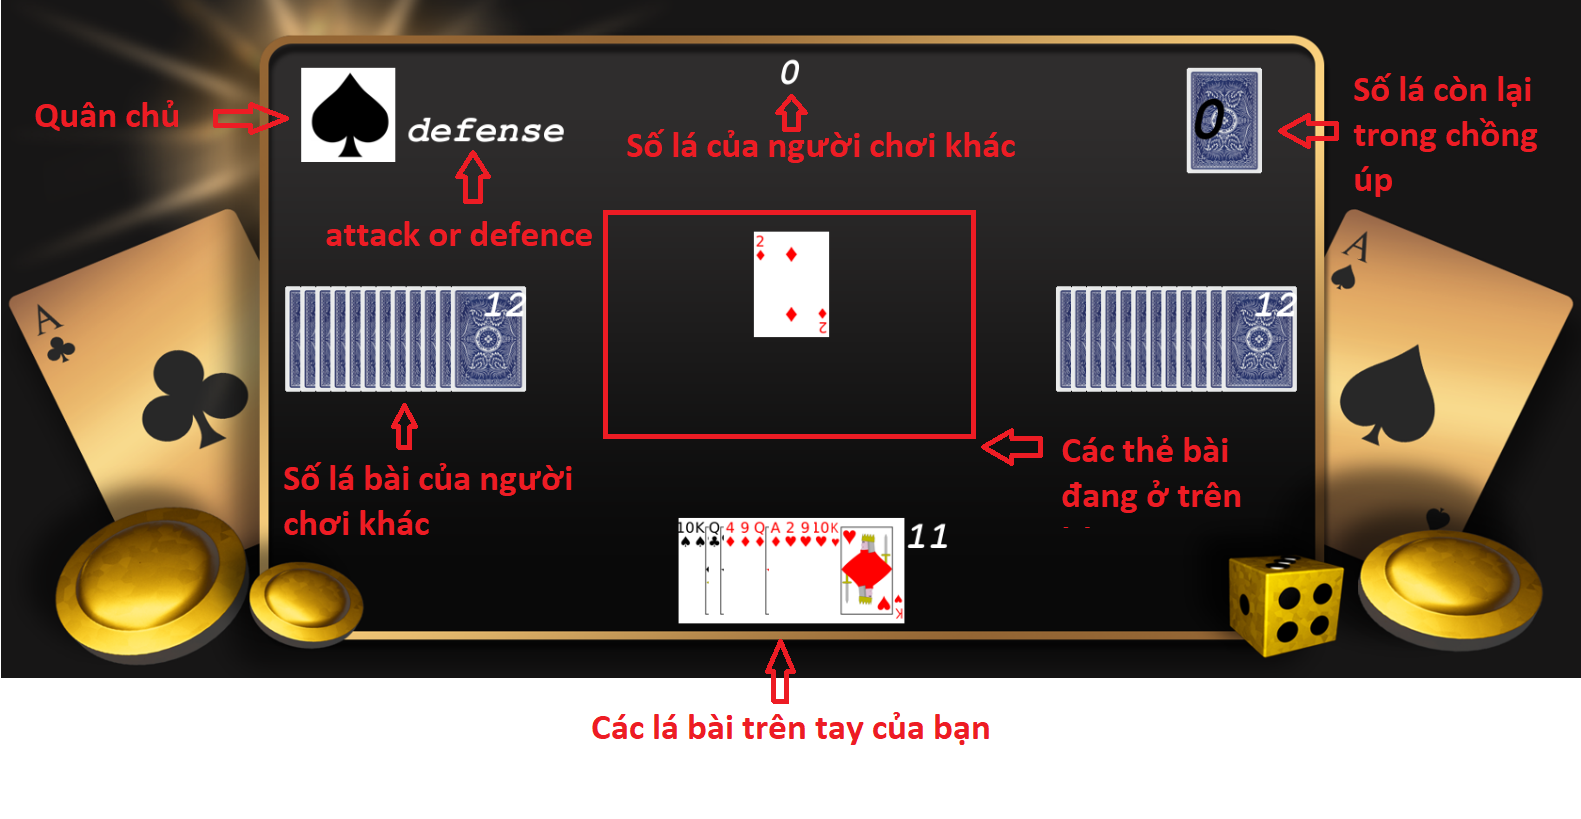 0
Quân chủ
defense
Số lá của người chơi khác
0
Số lá còn lại
trong chồng
úp
attack or defence
A
A
2
2
12
12
Số lá bài của người
chơi khác
Các thẻ bài
đang ở trên
10 K Q 4 9 Q A 2 9 10 K
K
11
Các lá bài trên tay của bạn